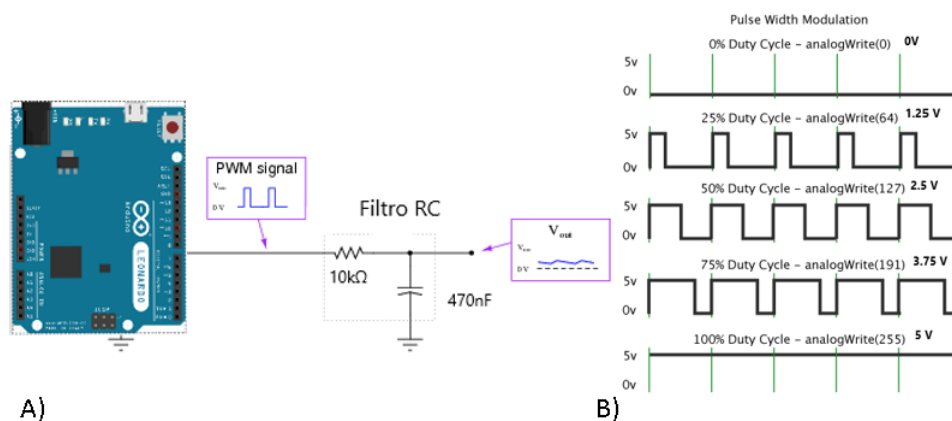 PWM signal
0 V
Filtro RC
10kΩ
470nF
Vout
0 V
ARDUINO
LEONARDO
A)
Pulse Width Modulation
0% Duty Cycle – analogWrite(0) 0V
5v
0v
25% Duty Cycle – analogWrite(64) 1.25 V
5v
0v
50% Duty Cycle – analogWrite(127) 2.5 V
5v
0v
75% Duty Cycle – analogWrite(191) 3.75 V
5v
0v
100% Duty Cycle – analogWrite(255) 5 V
5v
0v
B)